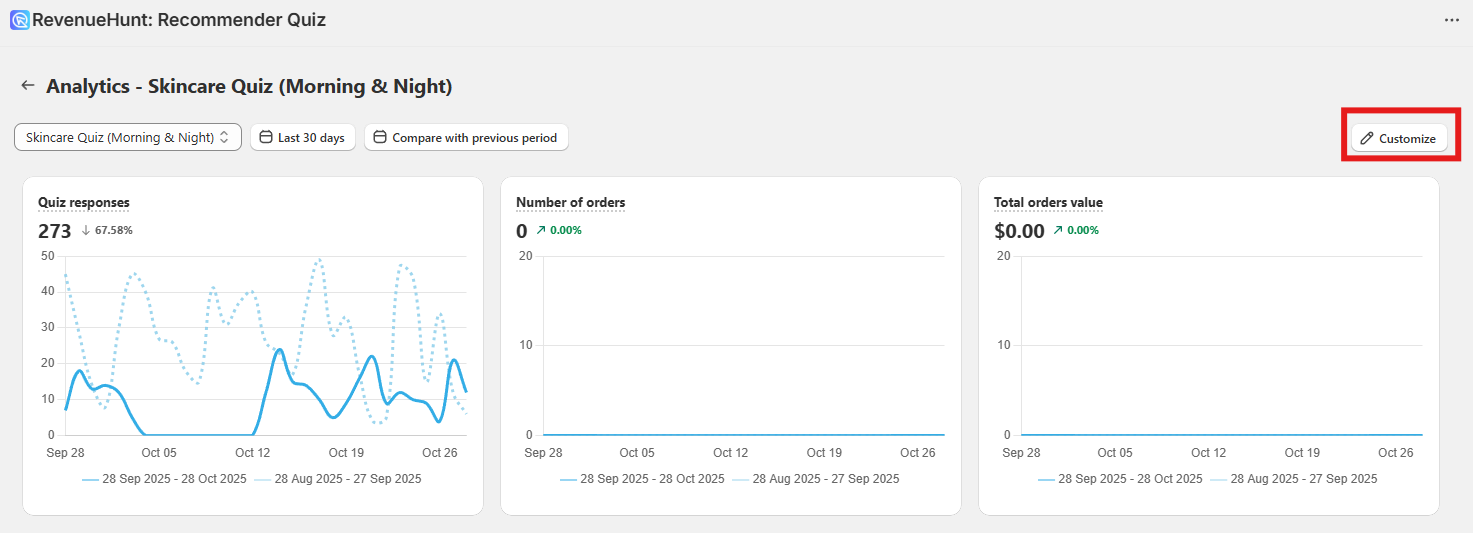 RevenueHunt: Recommender Quiz
Analytics - Skincare Quiz (Morning & Night)
Skincare Quiz (Morning & Night)
Last 30 days
Compare with previous period
Customize
Quiz responses
273
67.58%
50
40
30
20
10
0
Sep 28
Oct 05
Oct 12
Oct 19
Oct 26
28 Sep 2025 - 28 Oct 2025
28 Aug 2025 - 27 Sep 2025
Number of orders
0
0.00%
20
10
0
Sep 28
Oct 05
Oct 12
Oct 19
Oct 26
28 Sep 2025 - 28 Oct 2025
28 Aug 2025 - 27 Sep 2025
Total orders value
$0.00
0.00%
20
10
0
Sep 28
Oct 05
Oct 12
Oct 19
Oct 26
28 Sep 2025 - 28 Oct 2025
28 Aug 2025 - 27 Sep 2025